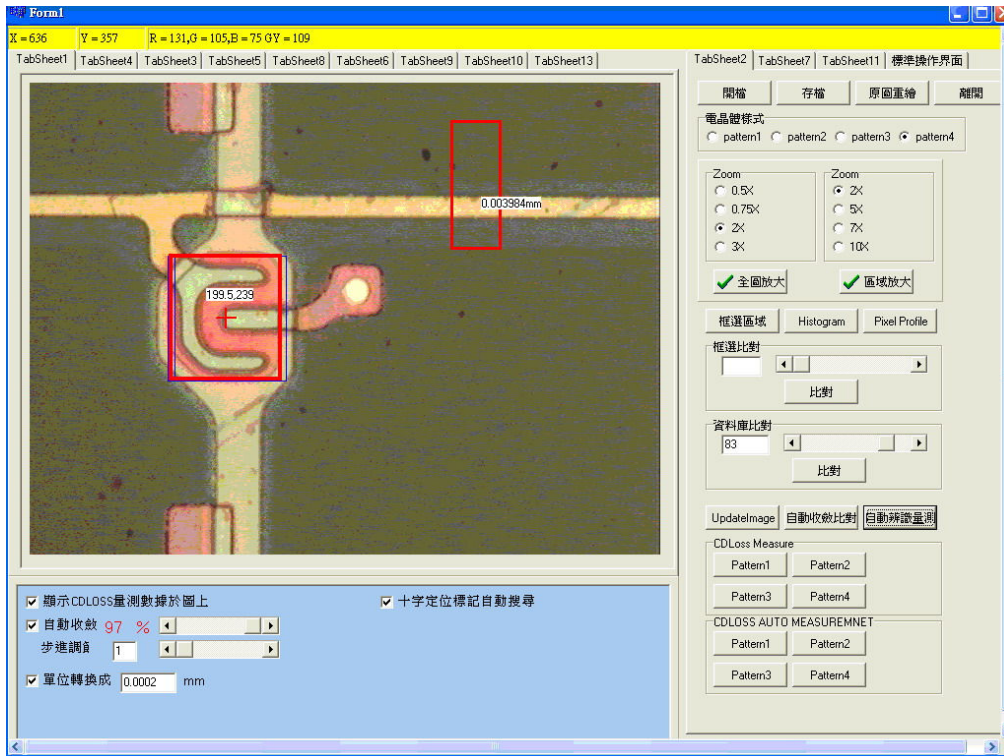 Form1
X = 636 Y = 357 R = 131,G = 105,B = 75 GY = 109
TabSheet1 TabSheet4 TabSheet3 TabSheet5 TabSheet8 TabSheet6 TabSheet9 TabSheet10 TabSheet13
0.003984mm
199.5,239
顯示CDLOSS量測數據於圖上
十字定位標記自動搜尋
自動收斂 97 %
步進調
1
單位轉換成 0.0002 mm
TabSheet2 TabSheet7 TabSheet11 標準操作界面
開檔 存檔 原圖重繪 離開
電晶體樣式
pattern1 pattern2 pattern3 pattern4
Zoom
0.5X
0.75X
2X
3X
Zoom
2X
5X
7X
10X
全圖放大 區域放大
框選區域 Histogram Pixel Profile
框選比對
比對
資料庫比對
83
比對
UpdateImage 自動收斂比對 自動辨識量測
CDLoss Measure
Pattern1 Pattern2
Pattern3 Pattern4
CDLOSS AUTO MEASUREMNET
Pattern1 Pattern2
Pattern3 Pattern4